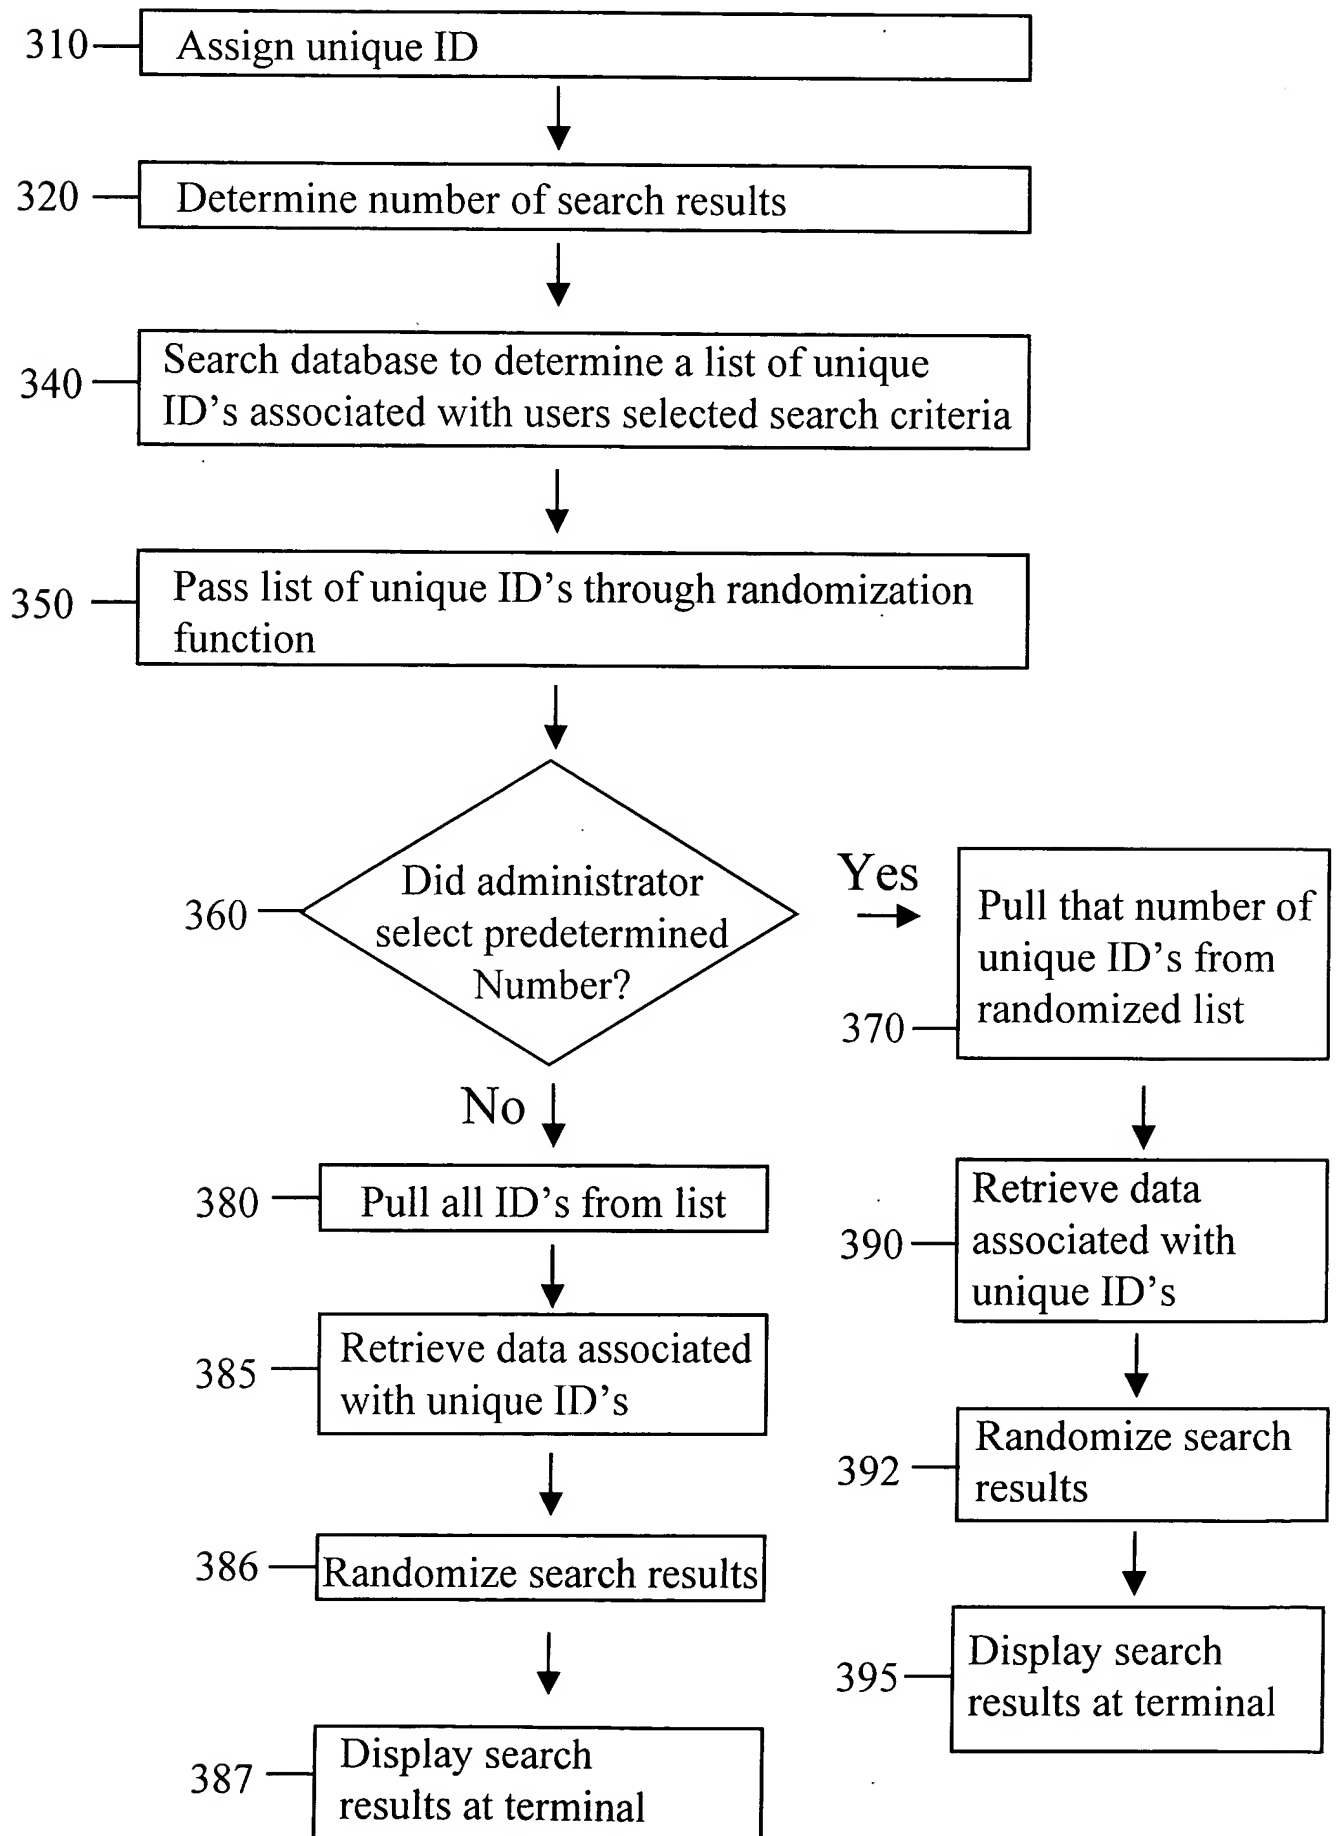 310
Assign unique ID
320
Determine number of search results
340
Search database to determine a list of unique
ID's associated with users selected search criteria
350
Pass list of unique ID's through randomization
function
360
Did administrator
select predetermined
Number?
Yes
370
Pull that number of
unique ID's from
randomized list
No
380
Pull all ID's from list
390
Retrieve data
associated with
unique ID's
385
Retrieve data associated
with unique ID's
392
Randomize search
results
386
Randomize search results
395
Display search
results at terminal
387
Display search
results at terminal